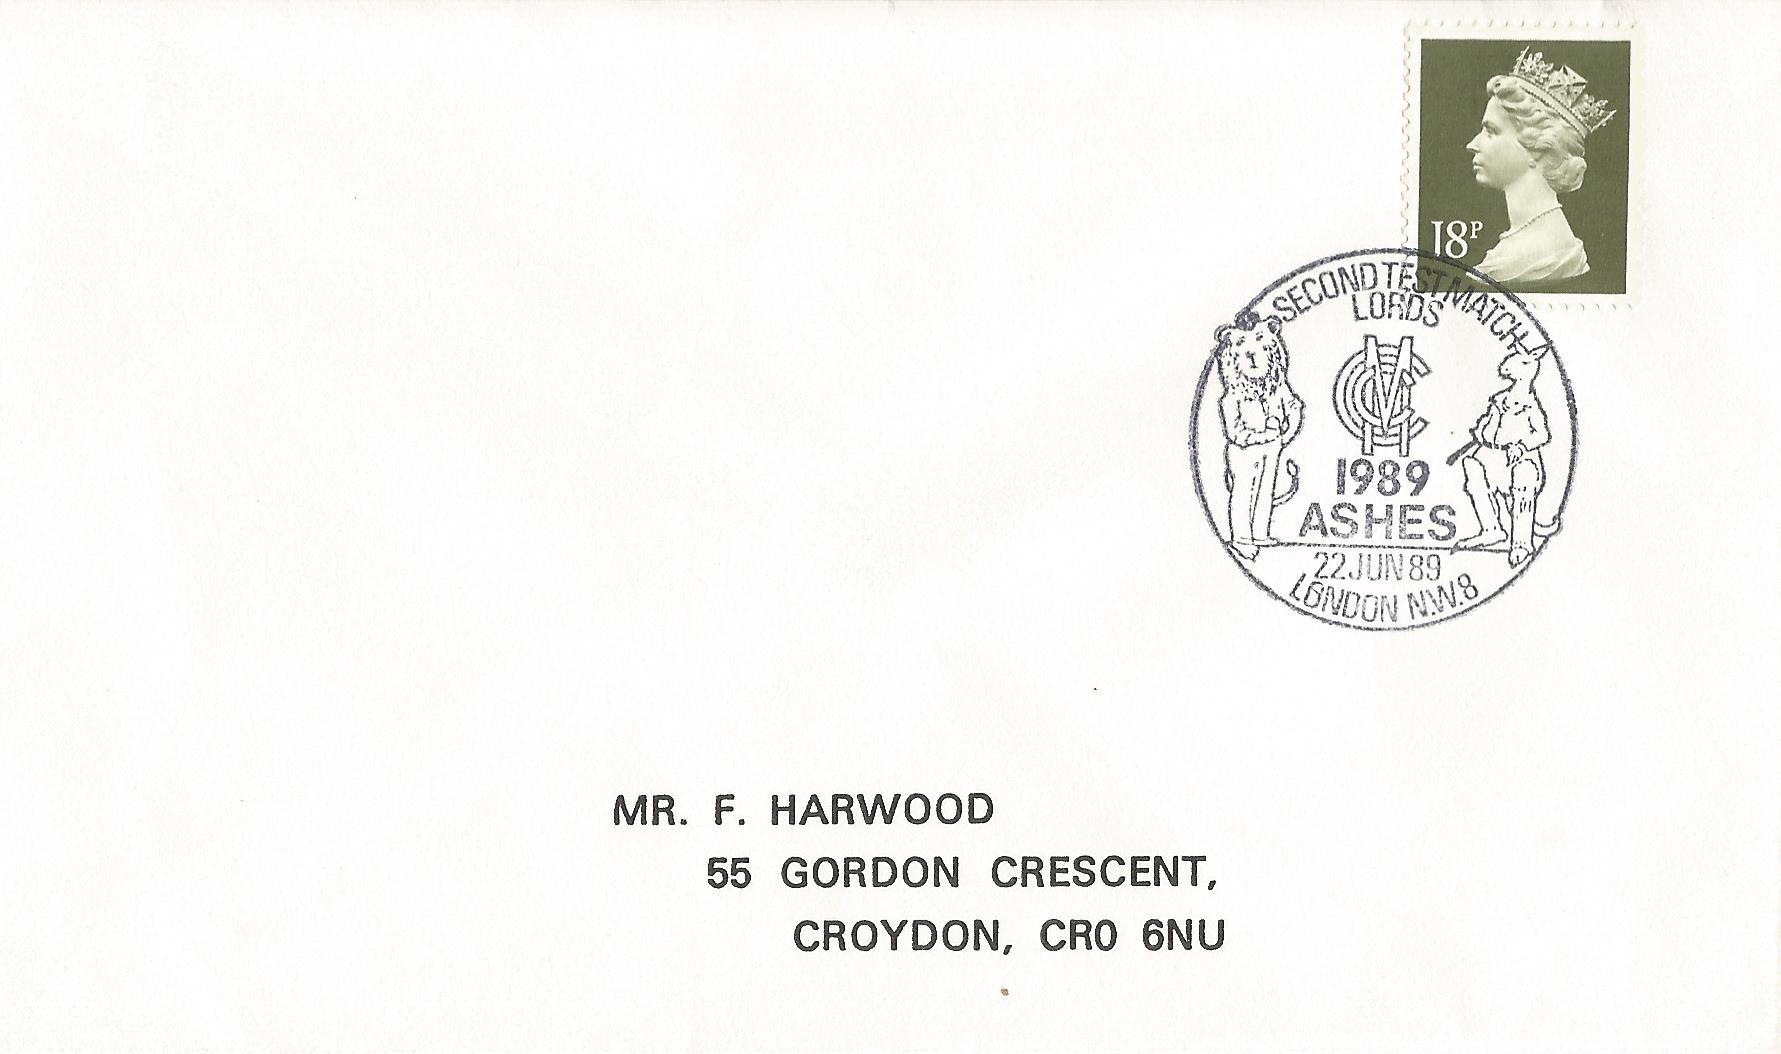 18P
SECOND TEST MATCH
LORDS
MCC
1989
ASHES
22 JUN 89
LONDON N.W.8
MR. F. HARWOOD
55 GORDON CRESCENT,
CROYDON, CR0 6NU